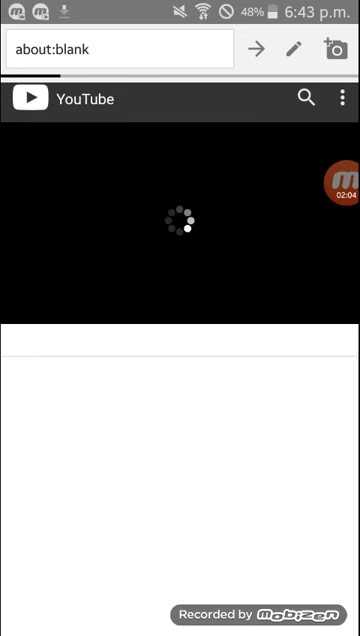 48% 6:43 p.m.
about:blank
YouTube
02:04
Recorded by mobizen